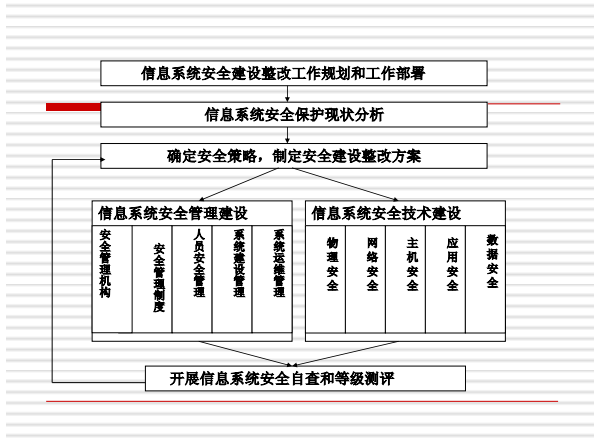 信息系统安全建设整改工作规划和工作部署
信息系统安全保护现状分析
确定安全策略，制定安全建设整改方案
信息系统安全管理建设
安全管理机构
安全管理制度
人员安全管理
系统建设管理
系统运维管理
信息系统安全技术建设
物理安全
网络安全
主机安全
应用安全
数据安全
开展信息系统安全自查和等级测评